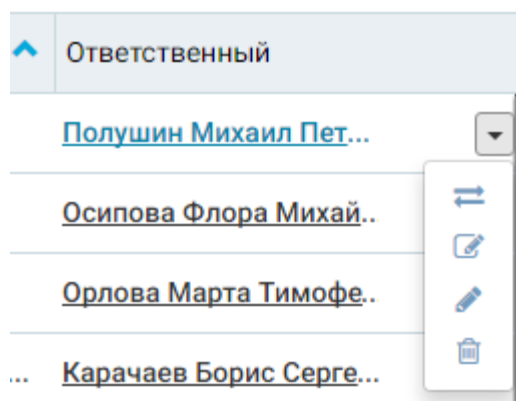 Ответственный
Полушин Михаил Пет...
Осипова Флора Михай..
Орлова Марта Тимофе..
... Карачаев Борис Серге...